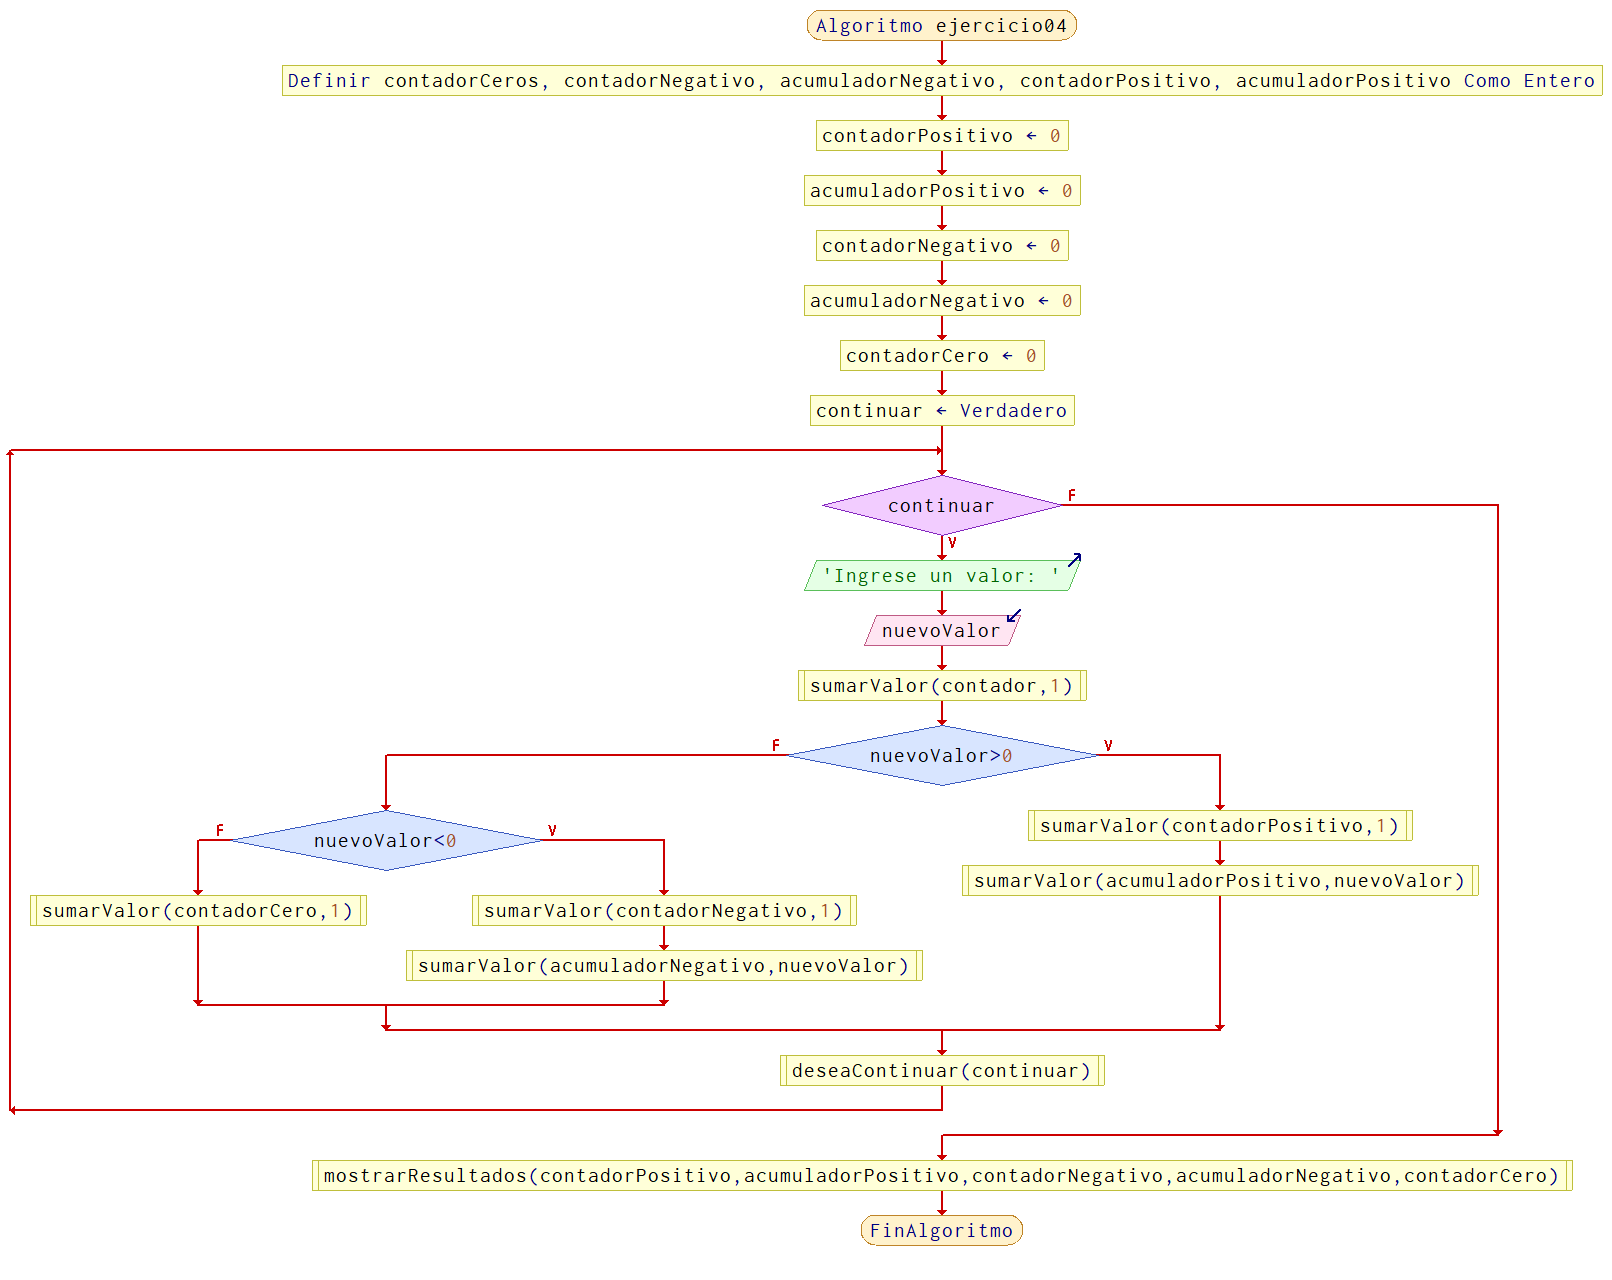 Algoritmo ejercicio04
Definir contadorCeros, contadorNegativo, acumuladorNegativo, contadorPositivo, acumuladorPositivo Como Entero
contadorPositivo ← 0
acumuladorPositivo ← 0
contadorNegativo ← 0
acumuladorNegativo ← 0
contadorCero ← 0
continuar ← Verdadero
continuar
F
V
'Ingrese un valor: '
nuevoValor
sumarValor(contador,1)
F
nuevoValor>0
V
F
nuevoValor<0
V
sumarValor(contadorPositivo,1)
sumarValor(acumuladorPositivo,nuevoValor)
sumarValor(contadorCero,1)
sumarValor(contadorNegativo,1)
sumarValor(acumuladorNegativo,nuevoValor)
deseaContinuar(continuar)
mostrarResultados(contadorPositivo,acumuladorPositivo,contadorNegativo,acumuladorNegativo,contadorCero)
FinAlgoritmo